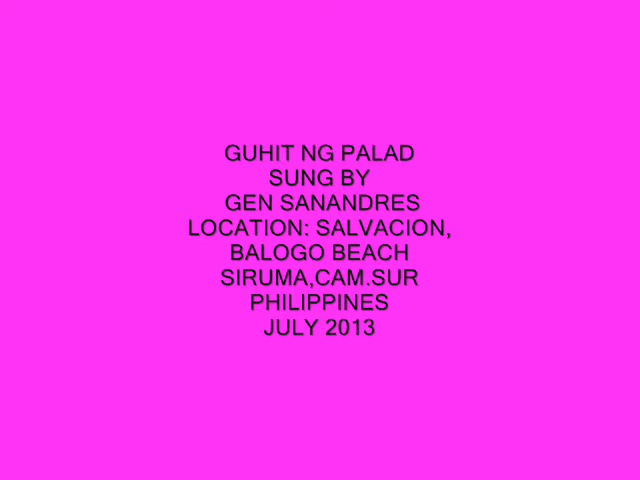 GUHIT NG PALAD
SUNG BY
GEN SANANDRES
LOCATION: SALVACION,
BALOGO BEACH
SIRUMA,CAM.SUR
PHILIPPINES
JULY 2013